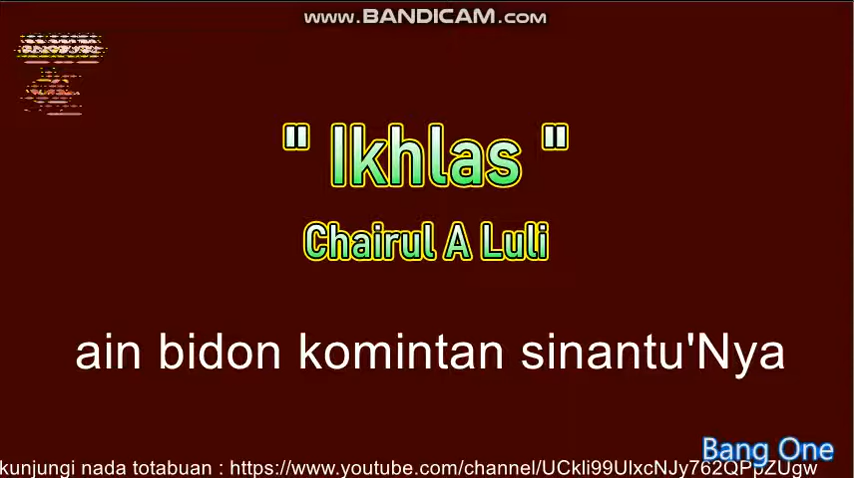 www.BANDICAM.com
" Ikhlas "
Chairul A Luli
ain bidon komintan sinantu'Nya
Bang One
kunjungi nada totabuan : https://www.youtube.com/channel/UCkli99UlxcNJy762QPpZUgw